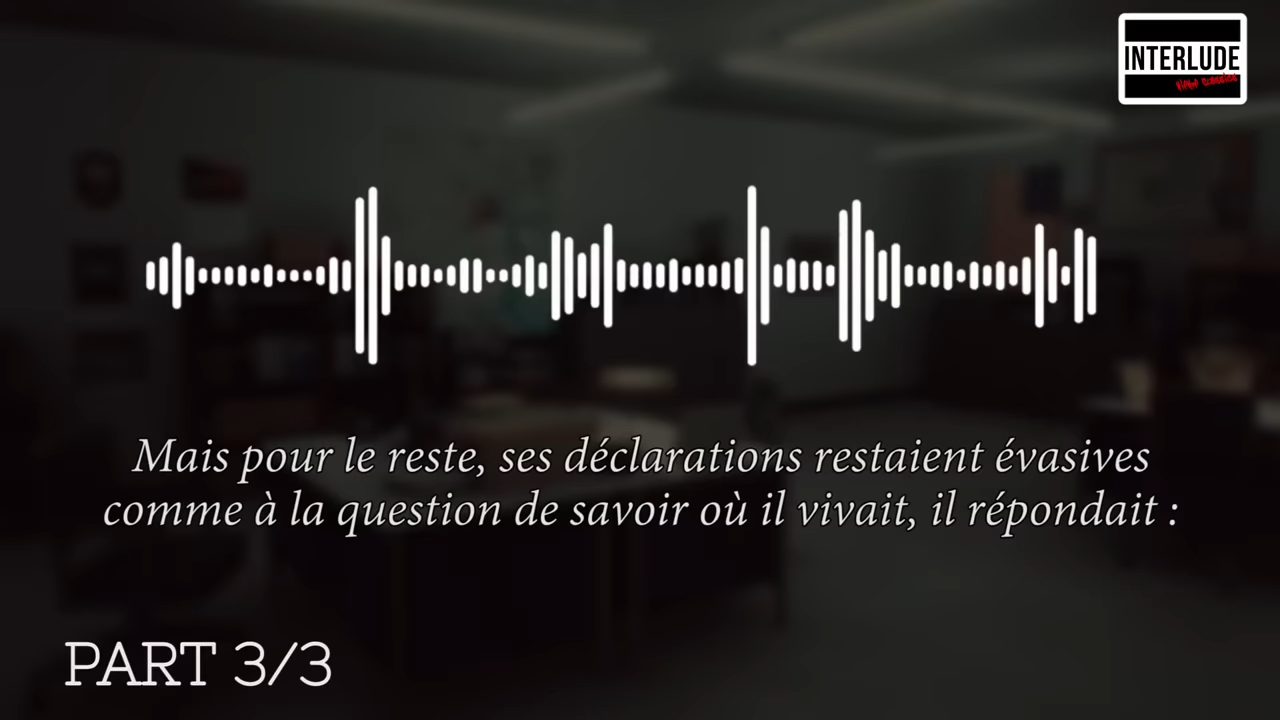 INTERLUDE
Mais pour le reste, ses déclarations restaient évasives
comme à la question de savoir où il vivait, il répondait :
PART 3/3